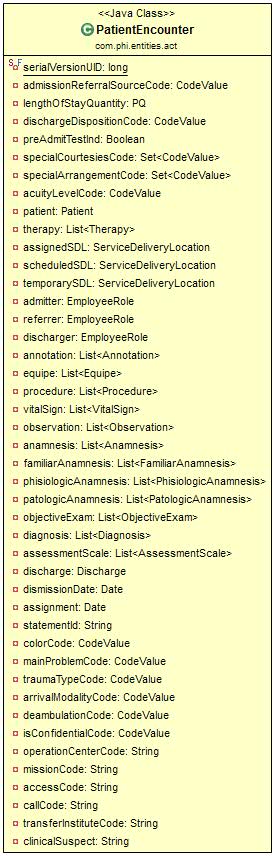 <<Java Class>>
PatientEncounter
com.phi.entities.act
S F serialVersionUID: long
admissionReferralSourceCode: CodeValue
lengthOfStayQuantity: PQ
dischargeDispositionCode: CodeValue
preAdmitTestInd: Boolean
specialCourtesiesCode: Set<CodeValue>
specialArrangementCode: Set<CodeValue>
acuityLevelCode: CodeValue
patient: Patient
therapy: List<Therapy>
assignedSDL: ServiceDeliveryLocation
scheduledSDL: ServiceDeliveryLocation
temporarySDL: ServiceDeliveryLocation
admitter: EmployeeRole
referrer: EmployeeRole
discharger: EmployeeRole
annotation: List<Annotation>
equipe: List<Equipe>
procedure: List<Procedure>
vitalSign: List<VitalSign>
observation: List<Observation>
anamnesis: List<Anamnesis>
familiarAnamnesis: List<FamiliarAnamnesis>
phisiologicAnamnesis: List<PhisiologicAnamnesis>
patologicAnamnesis: List<PatologicAnamnesis>
objectiveExam: List<ObjectiveExam>
diagnosis: List<Diagnosis>
assessmentScale: List<AssessmentScale>
discharge: Discharge
dismissionDate: Date
assignment: Date
statementId: String
colorCode: CodeValue
mainProblemCode: CodeValue
traumaTypeCode: CodeValue
arrivalModalityCode: CodeValue
deambulationCode: CodeValue
isConfidentialCode: CodeValue
operationCenterCode: String
missionCode: String
accessCode: String
callCode: String
transferInstituteCode: String
clinicalSuspect: String